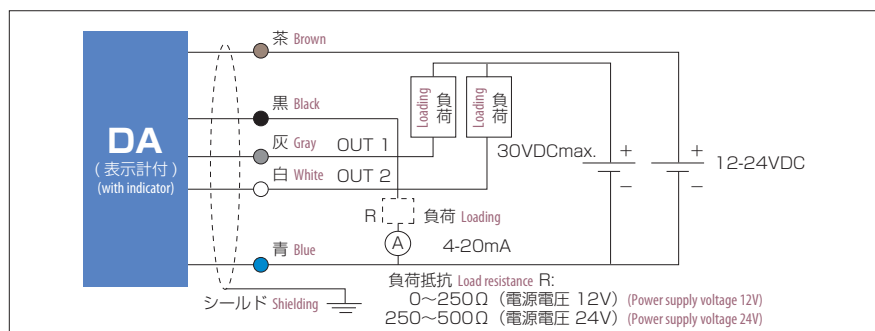 茶 Brown
黒 Black
灰 Gray OUT 1
白 White OUT 2
青 Blue
DA
(表示計付)
(with indicator)
Loading 負荷
Loading 負荷
30VDCmax.
+
−
+
−
12-24VDC
R 負荷 Loading
A 4-20mA
シールド Shielding
負荷抵抗 Load resistance R:
0〜250Ω(電源電圧 12V) (Power supply voltage 12V)
250〜500Ω(電源電圧 24V) (Power supply voltage 24V)